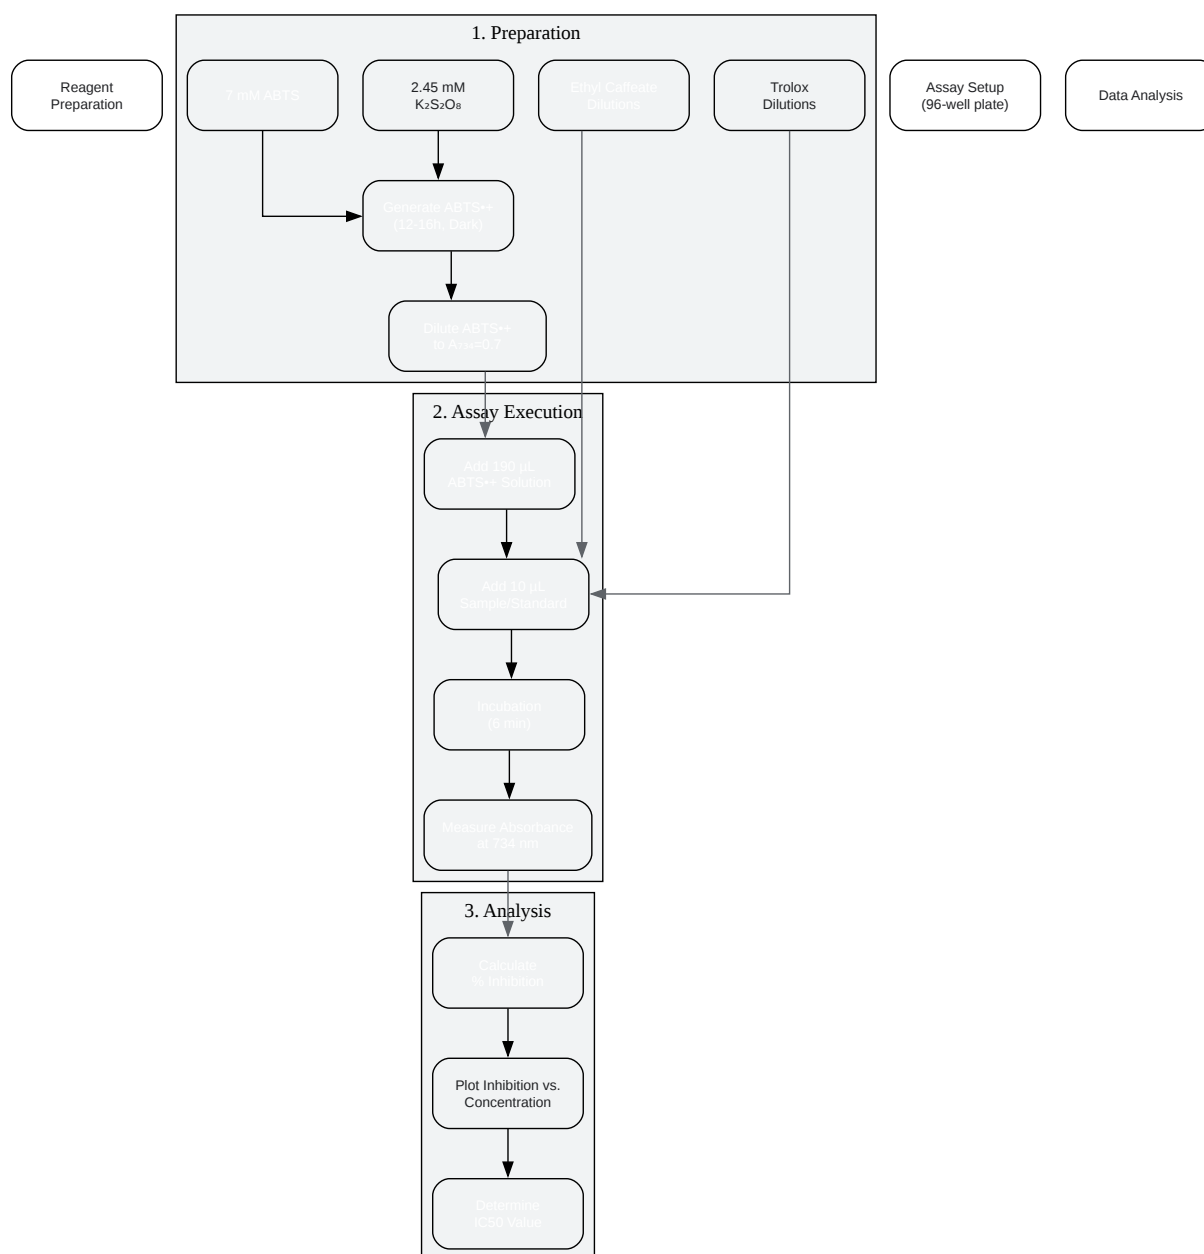 1. Preparation
Reagent
Preparation
7 mM ABTS
2.45 mM
K₂S₂O₈
Ethyl Caffeate
Dilutions
Trolox
Dilutions
Assay Setup
(96-well plate)
Data Analysis
Generate ABTS•+
(12-16h, Dark)
Dilute ABTS•+
to A₇₃₄=0.7
2. Assay Execution
Add 190 µL
ABTS•+ Solution
Add 10 µL
Sample/Standard
Incubation
(6 min)
Measure Absorbance
at 734 nm
3. Analysis
Calculate
% Inhibition
Plot Inhibition vs.
Concentration
Determine
IC50 Value